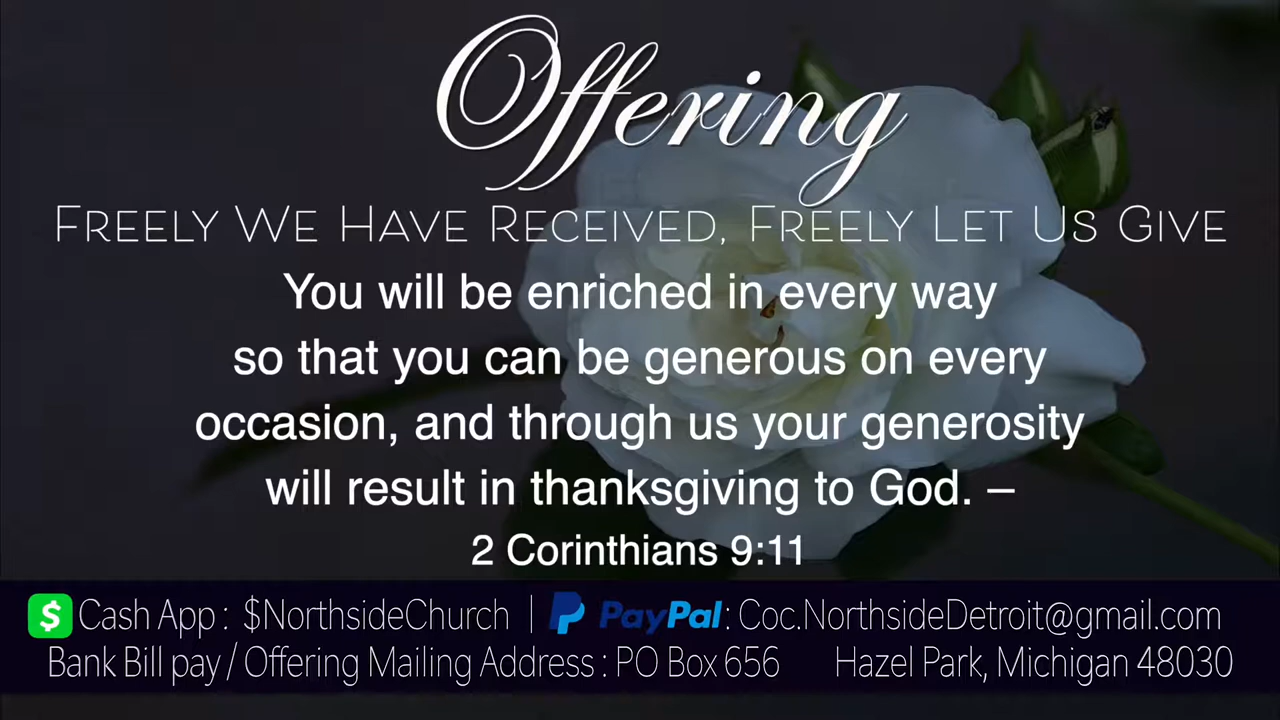 Offering
FREELY WE HAVE RECEIVED, FREELY LET US GIVE
You will be enriched in every way
so that you can be generous on every
occasion, and through us your generosity
will result in thanksgiving to God. –
2 Corinthians 9:11
$ Cash App : $NorthsideChurch | PayPal : Coc.NorthsideDetroit@gmail.com
Bank Bill pay / Offering Mailing Address : PO Box 656 Hazel Park, Michigan 48030